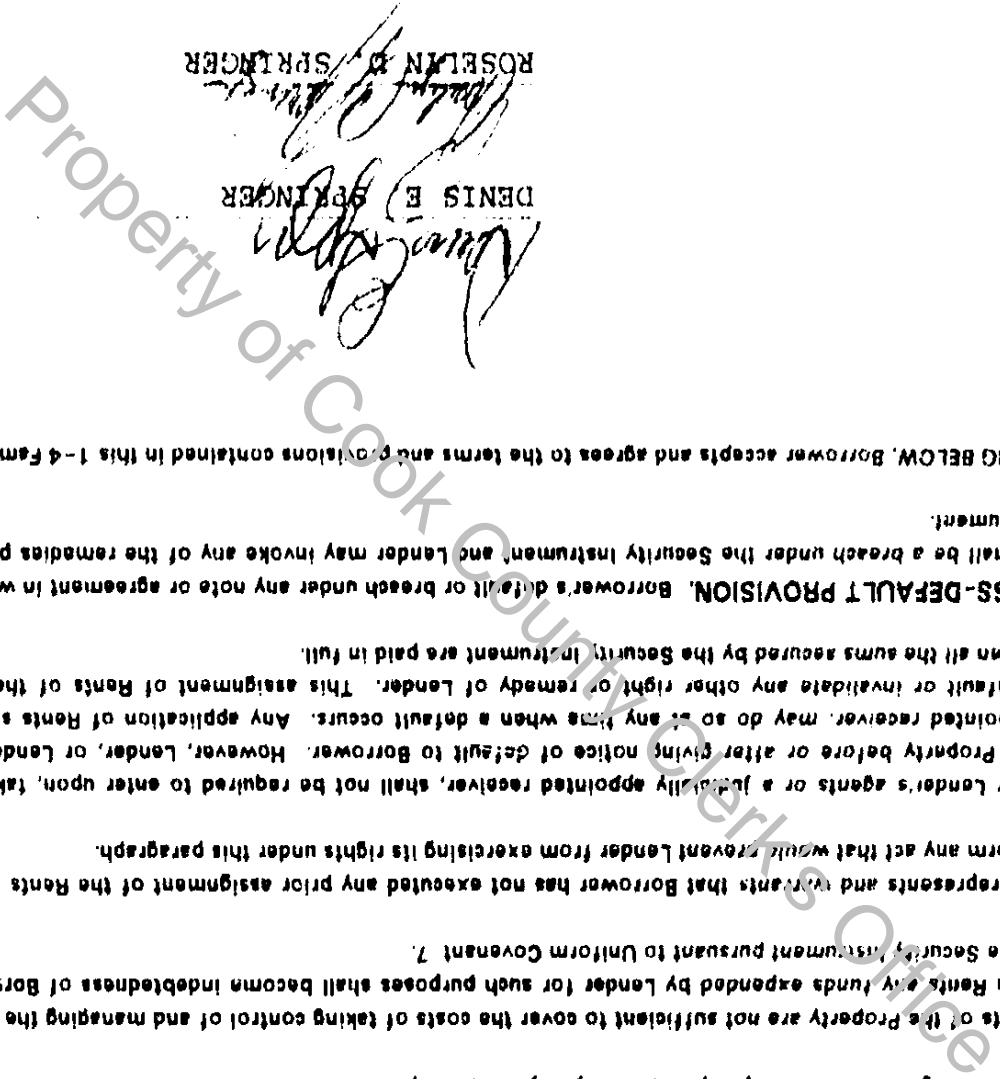 ts of the Property are not sufficient to cover the costs of taking control of and managing the
Rents any funds expended by Lender for such purposes shall become indebtedness of Bor
e Security Instrument pursuant to Uniform Covenant 7.
represents and warrants that Borrower has not executed any prior assignment of the Rents
orm any act that would prevent Lender from exercising its rights under this paragraph.
Lender's agents or a judicially appointed receiver, shall not be required to enter upon, tak
Property before or after giving notice of default to Borrower. However, Lender, or Lende
pointed receiver, may do so at any time when a default occurs. Any application of Rents s
fault or invalidate any other right or remedy of Lender. This assignment of Rents of the
en all the sums secured by the Security Instrument are paid in full.
SS-DEFAULT PROVISION. Borrower's default or breach under any note or agreement in w
all be a breach under the Security Instrument and Lender may invoke any of the remedies p
ument.
G BELOW, Borrower accepts and agrees to the terms and provisions contained in this 1-4 Fam
DENIS E SPRINGER
ROSELYN D. SPRINGER
Property of Cook County Clerk's Office